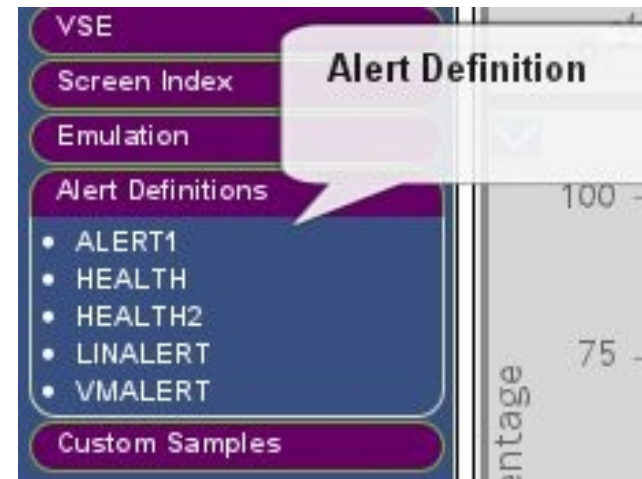 VSE
Screen Index
Emulation
Alert Definition
Alert Definitions
ALERT1
HEALTH
HEALTH2
LINALERT
VMALERT
Custom Samples
100
75